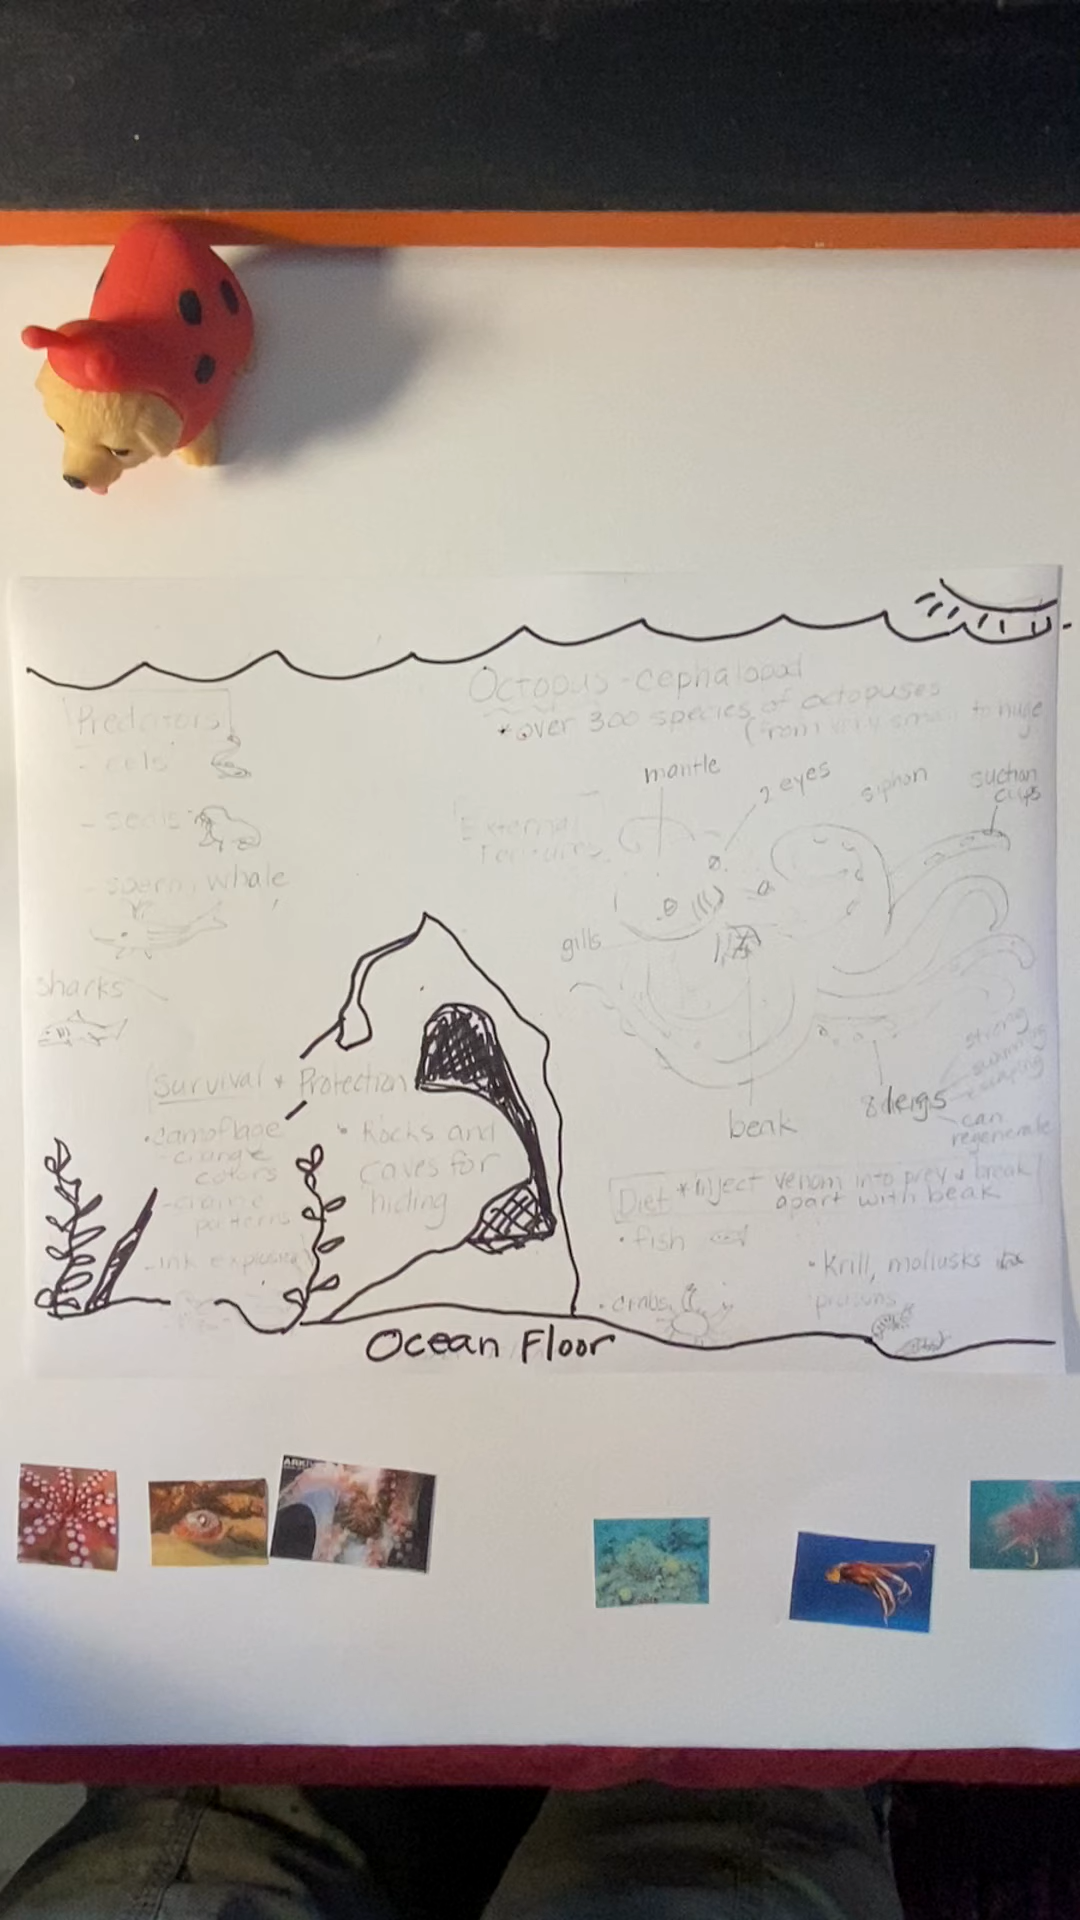 Octopus - cephalopod
*over 300 species of octopuses
(from very small to huge
Predators
- eels
- seals
- sperm whale
sharks
External
Features
mantle
2 eyes
siphon
suction
cups
gills
beak
8 legs
strong
swimming
escaping
can
regenerate
Survival + Protection
•camoflage
- change
colors
patterns
- ink explusion
• Rocks and
caves for
hiding
Diet *inject venom into prey & break
apart with beak
• fish
• crabs
• Krill, mollusks
Ocean Floor
ARK